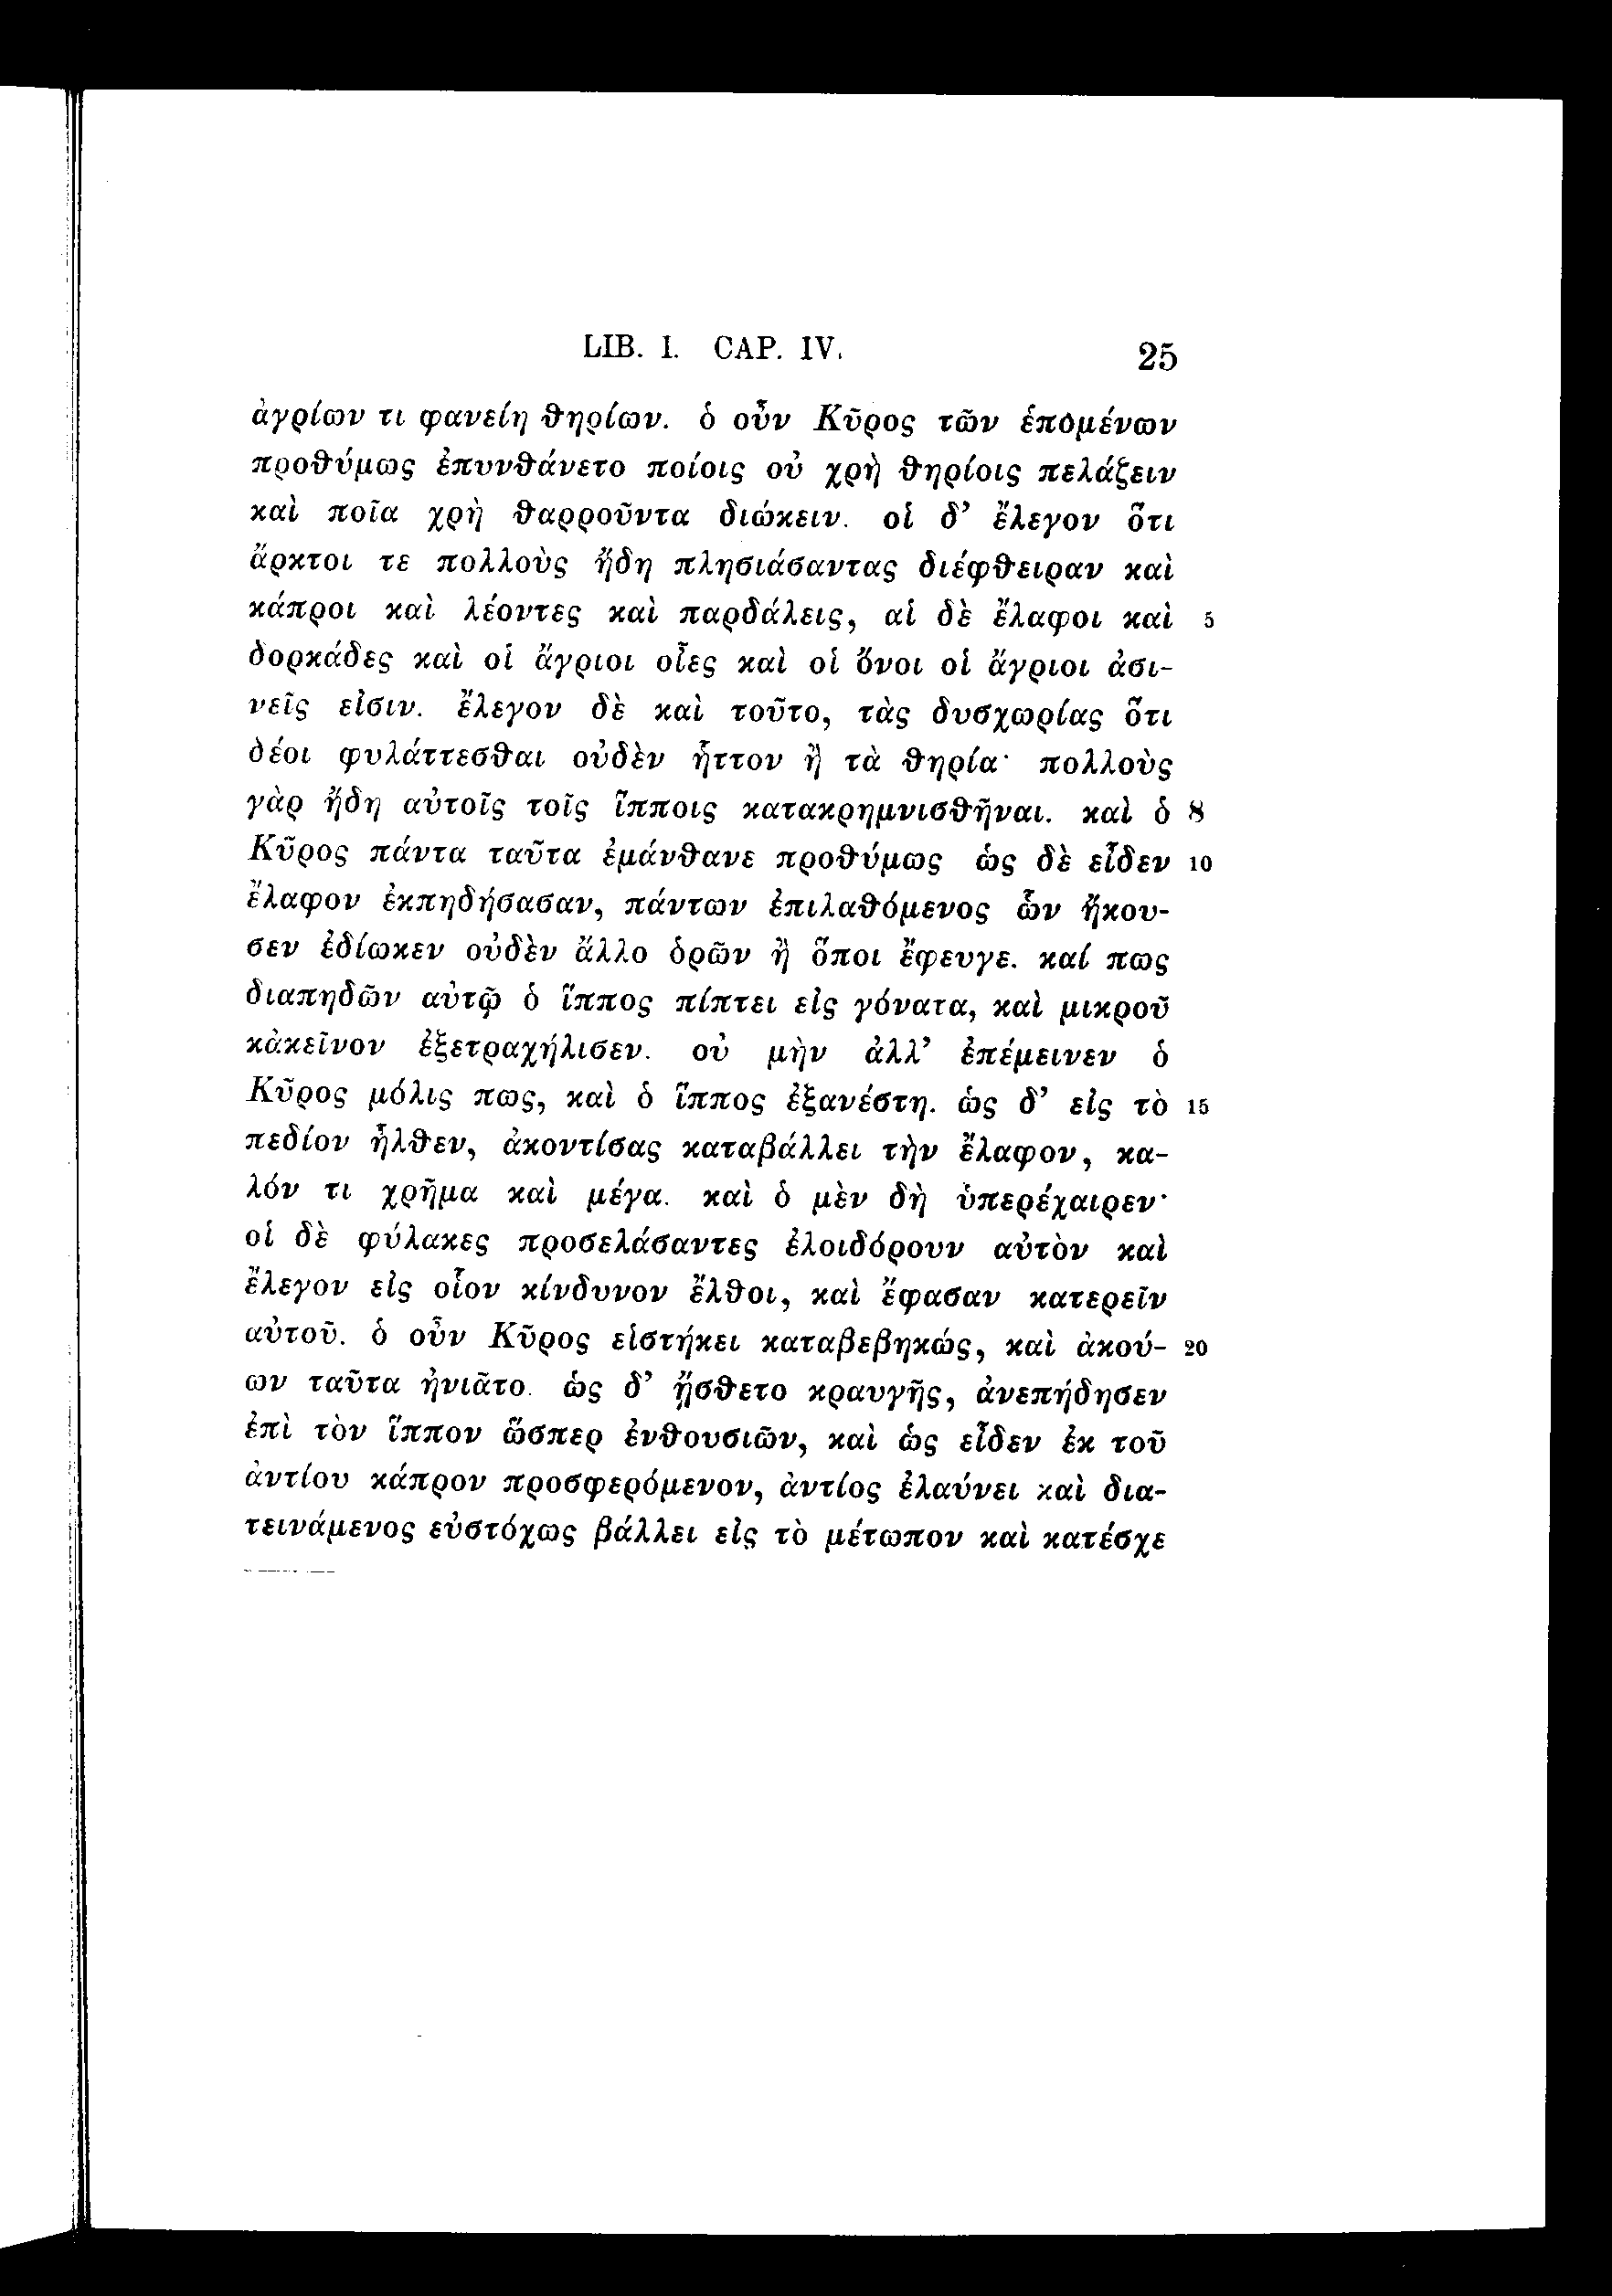 LIB. I. CAP. IV. 25
ἀγρίων τι φανείη θηρίων. ὁ οὖν Κῦρος τῶν ἑπομένων
προθύμως ἐπυνθάνετο ποίοις οὐ χρὴ θηρίοις πελάζειν
καὶ ποῖα χρὴ θαρροῦντα διώκειν. οἱ δ’ ἔλεγον ὅτι
ἄρκτοι τε πολλοὺς ἤδη πλησιάσαντας διέφθειραν καὶ
κάπροι καὶ λέοντες καὶ παρδάλεις, αἱ δὲ ἔλαφοι καὶ 5
δορκάδες καὶ οἱ ἄγριοι οἶες καὶ οἱ ὄνοι οἱ ἄγριοι ἀσι-
νεῖς εἰσιν. ἔλεγον δὲ καὶ τοῦτο, τὰς δυσχωρίας ὅτι
δέοι φυλάττεσθαι οὐδὲν ἧττον ἢ τὰ θηρία· πολλοὺς
γὰρ ἤδη αὐτοῖς τοῖς ἵπποις κατακρημνισθῆναι. καὶ ὁ 8
Κῦρος πάντα ταῦτα ἐμάνθανε προθύμως ὡς δὲ εἶδεν 10
ἔλαφον ἐκπηδήσασαν, πάντων ἐπιλαθόμενος ὧν ἤκου-
σεν ἐδίωκεν οὐδὲν ἄλλο ὁρῶν ἢ ὅποι ἔφευγε. καί πως
διαπηδῶν αὐτῷ ὁ ἵππος πίπτει εἰς γόνατα, καὶ μικροῦ
κἀκεῖνον ἐξετραχήλισεν. οὐ μὴν ἀλλ’ ἐπέμεινεν ὁ
Κῦρος μόλις πως, καὶ ὁ ἵππος ἐξανέστη. ὡς δ’ εἰς τὸ 15
πεδίον ἦλθεν, ἀκοντίσας καταβάλλει τὴν ἔλαφον, κα-
λόν τι χρῆμα καὶ μέγα. καὶ ὁ μὲν δὴ ὑπερέχαιρεν·
οἱ δὲ φύλακες προσελάσαντες ἐλοιδόρουν αὐτὸν καὶ
ἔλεγον εἰς οἷον κίνδυνον ἔλθοι, καὶ ἔφασαν κατερεῖν
αὐτοῦ. ὁ οὖν Κῦρος εἱστήκει καταβεβηκώς, καὶ ἀκού- 20
ων ταῦτα ἠνιᾶτο. ὡς δ’ ᾔσθετο κραυγῆς, ἀνεπήδησεν
ἐπὶ τὸν ἵππον ὥσπερ ἐνθουσιῶν, καὶ ὡς εἶδεν ἐκ τοῦ
ἀντίου κάπρον προσφερόμενον, ἀντίος ἐλαύνει καὶ δια-
τεινάμενος εὐστόχως βάλλει εἰς τὸ μέτωπον καὶ κατέσχε